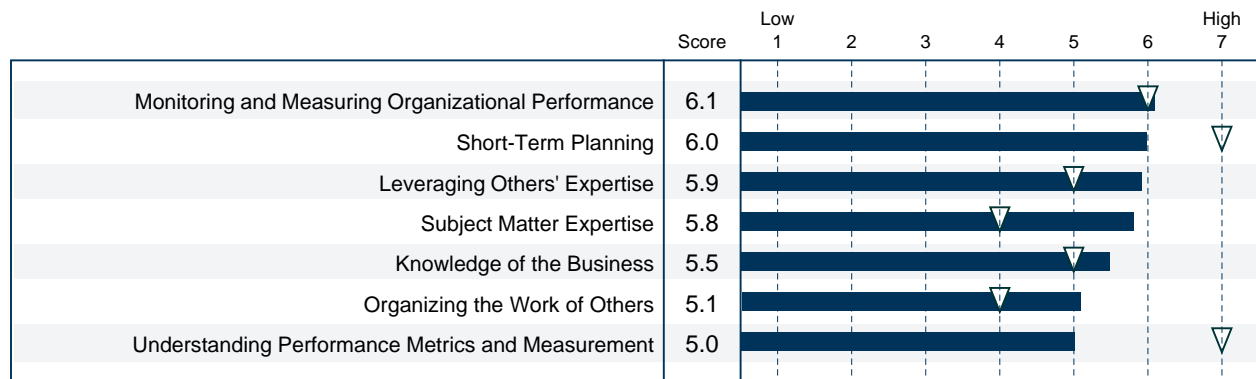 Low High
Score 1 2 3 4 5 6 7
Monitoring and Measuring Organizational Performance 6.1
Short-Term Planning 6.0
Leveraging Others' Expertise 5.9
Subject Matter Expertise 5.8
Knowledge of the Business 5.5
Organizing the Work of Others 5.1
Understanding Performance Metrics and Measurement 5.0